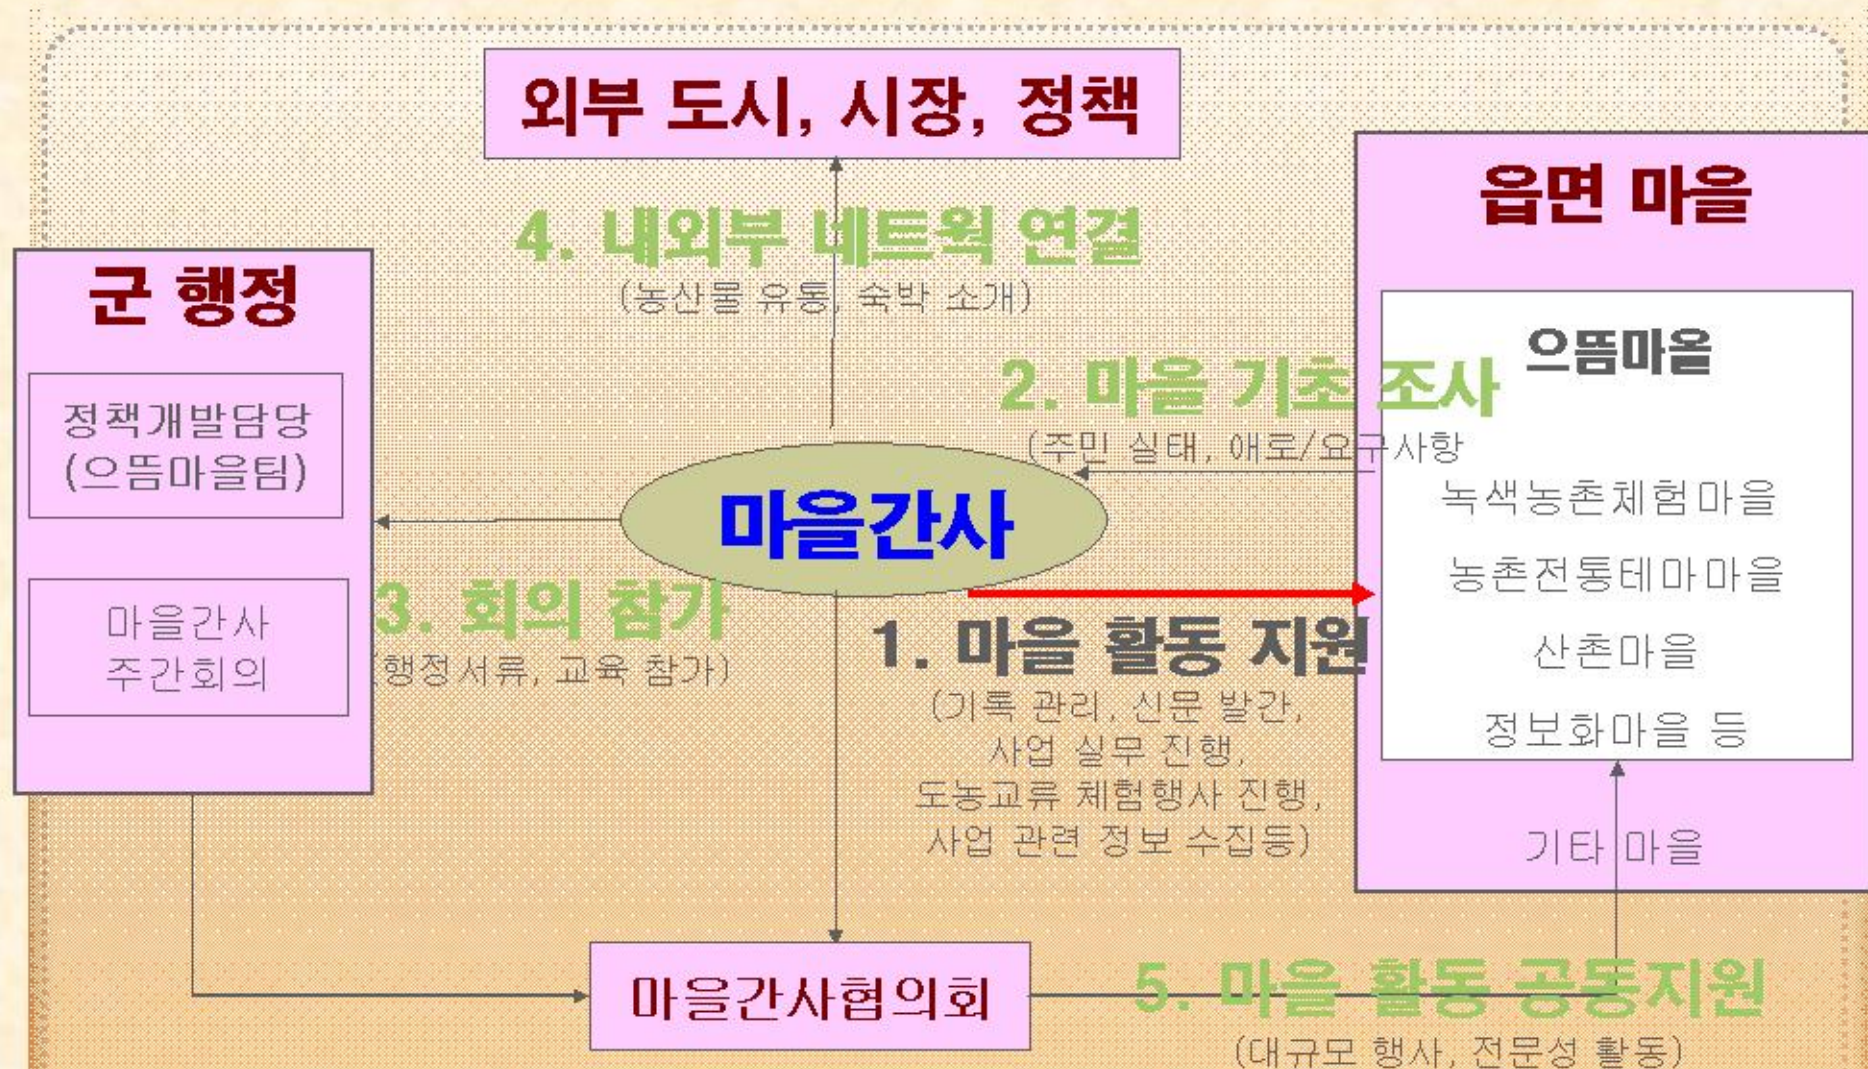 외부 도시, 시장, 정책
4. 내외부 네트웍 연결
(농산물 유통, 숙박 소개)
군 행정
정책개발담당
(으뜸마을팀)
마을간사
주간회의
읍면 마을
으뜸마을
녹색농촌체험마을
농촌전통테마마을
산촌마을
정보화마을 등
기타 마을
2. 마을 기초 조사
(주민 실태, 애로/요구사항
마을간사
3. 회의 참가
(행정서류, 교육 참가)
1. 마을 활동 지원
(기록 관리, 신문 발간,
사업 실무 진행,
도농교류 체험행사 진행,
사업 관련 정보 수집등)
마을간사협의회
5. 마을 활동 공동지원
(대규모 행사, 전문성 활동)